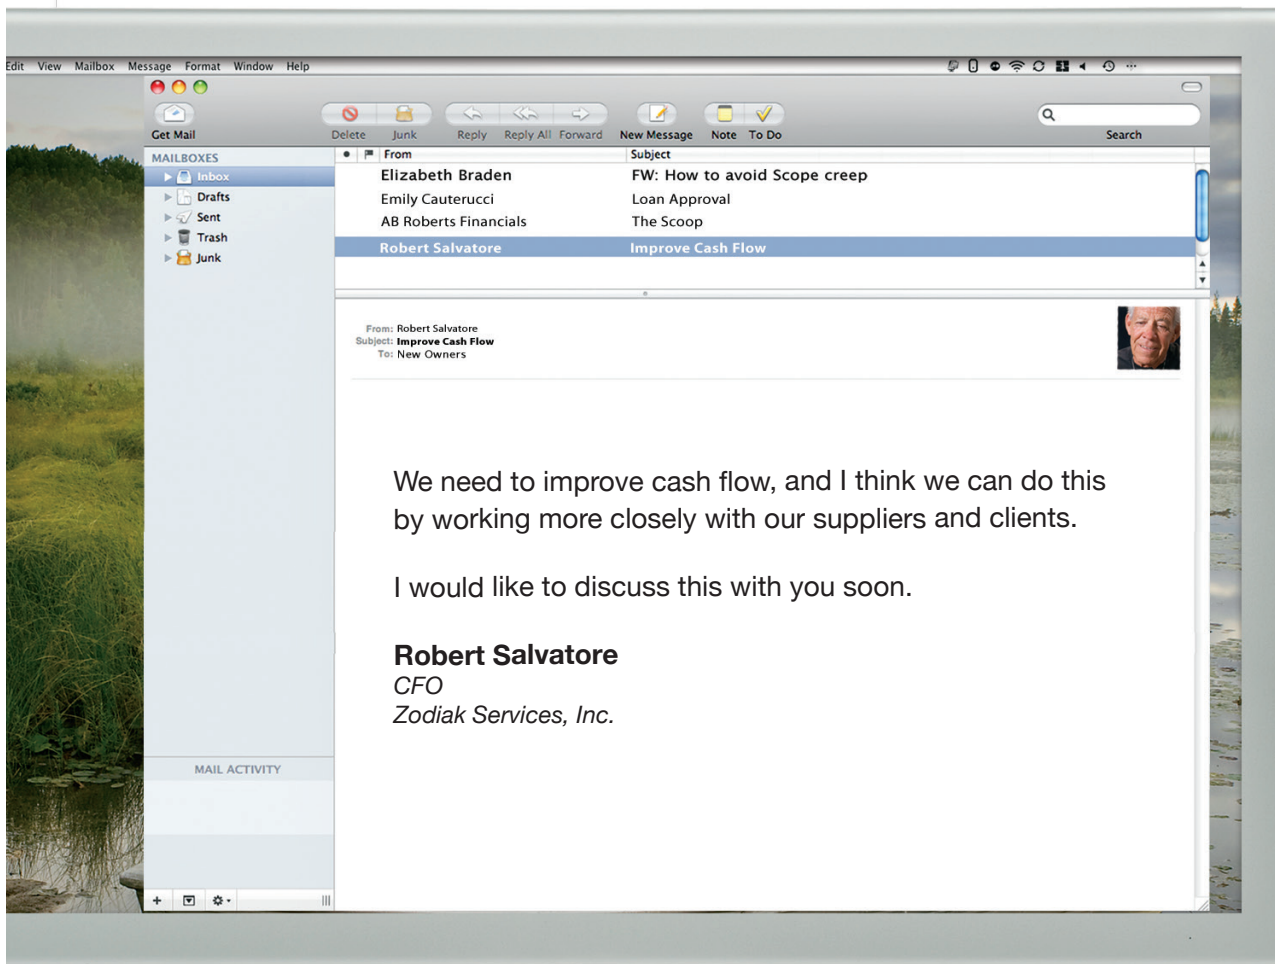 Edit View Mailbox Message Format Window Help
Get Mail Delete Junk Reply Reply All Forward New Message Note To Do Search
MAILBOXES
Inbox
Drafts
Sent
Trash
Junk
From Subject
Elizabeth Braden FW: How to avoid Scope creep
Emily Cauterucci Loan Approval
AB Roberts Financials The Scoop
Robert Salvatore Improve Cash Flow
From: Robert Salvatore
Subject: Improve Cash Flow
To: New Owners
We need to improve cash flow, and I think we can do this
by working more closely with our suppliers and clients.
I would like to discuss this with you soon.
Robert Salvatore
CFO
Zodiak Services, Inc.
MAIL ACTIVITY